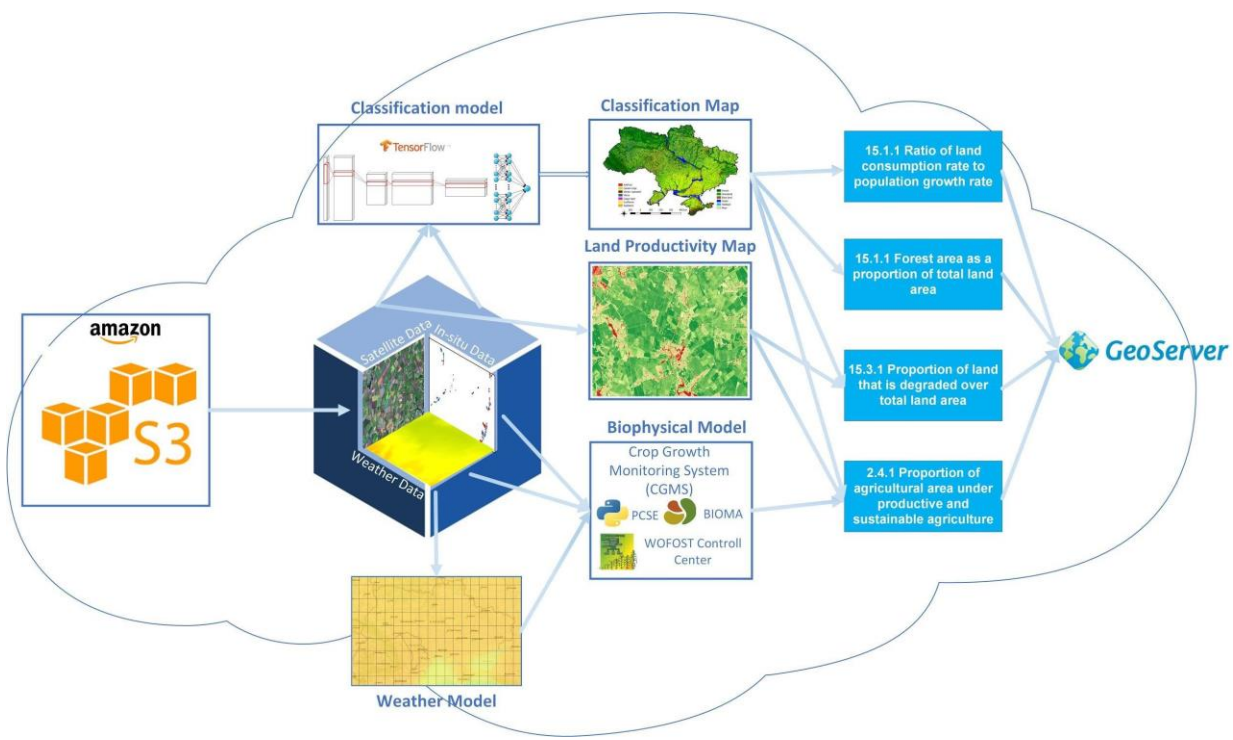 Classification model
TensorFlow
Classification Map
15.1.1 Ratio of land
consumption rate to
population growth rate
Land Productivity Map
15.1.1 Forest area as a
proportion of total land
area
amazon
S3
Satellite Data
In-situ Data
Weather Data
15.3.1 Proportion of land
that is degraded over
total land area
GeoServer
Biophysical Model
Crop Growth
Monitoring System
(CGMS)
PCSE
BIOMA
WOFOST Controll
Center
2.4.1 Proportion of
agricultural area under
productive and
sustainable agriculture
Weather Model